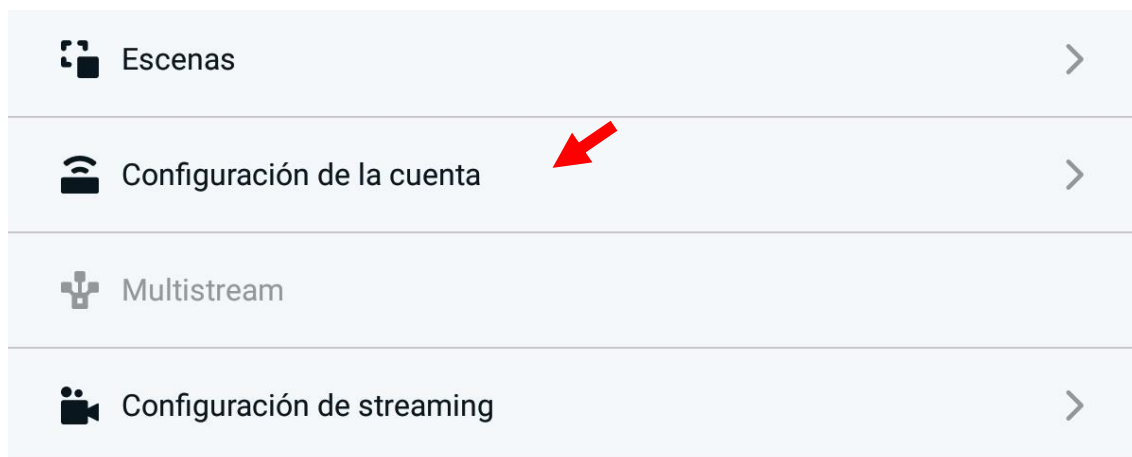 Escenas
Configuración de la cuenta
Multistream
Configuración de streaming